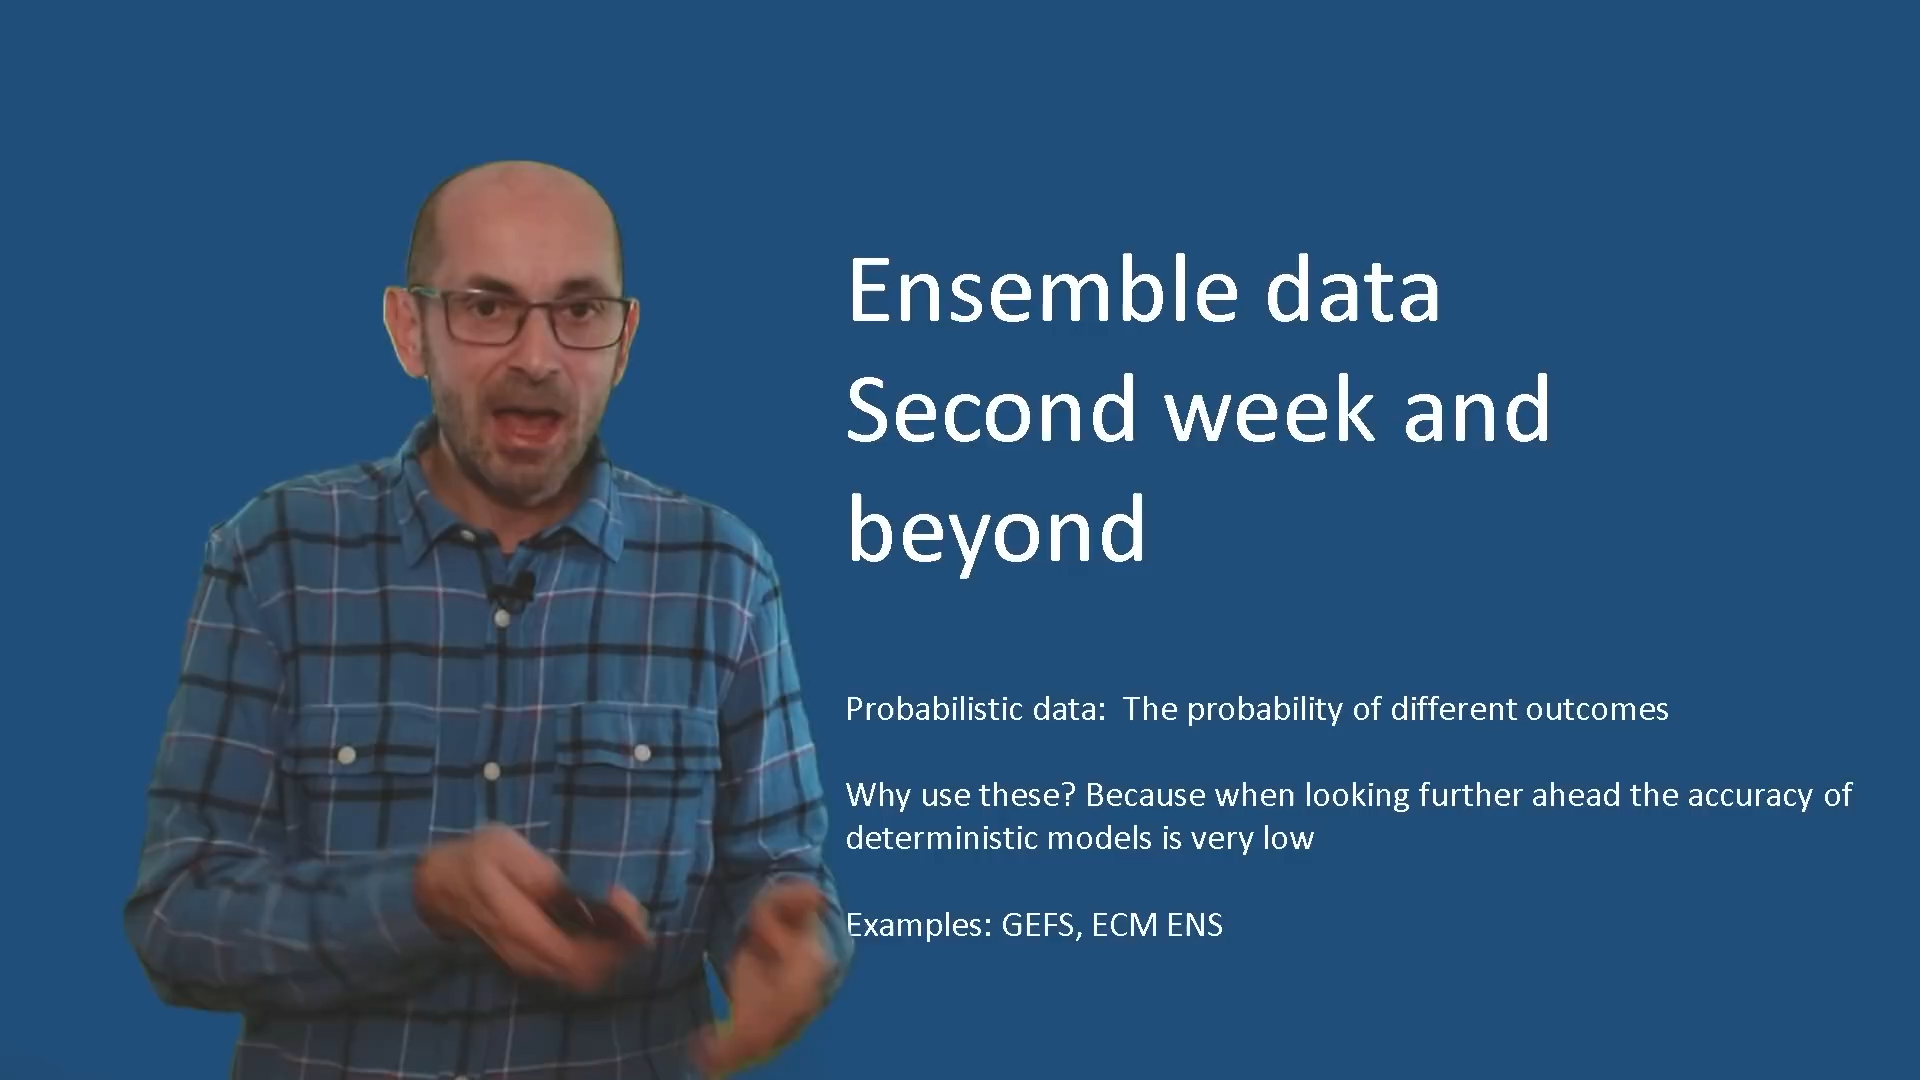 Ensemble data
Second week and
beyond
Probabilistic data:  The probability of different outcomes
Why use these? Because when looking further ahead the accuracy of
deterministic models is very low
Examples: GEFS, ECM ENS